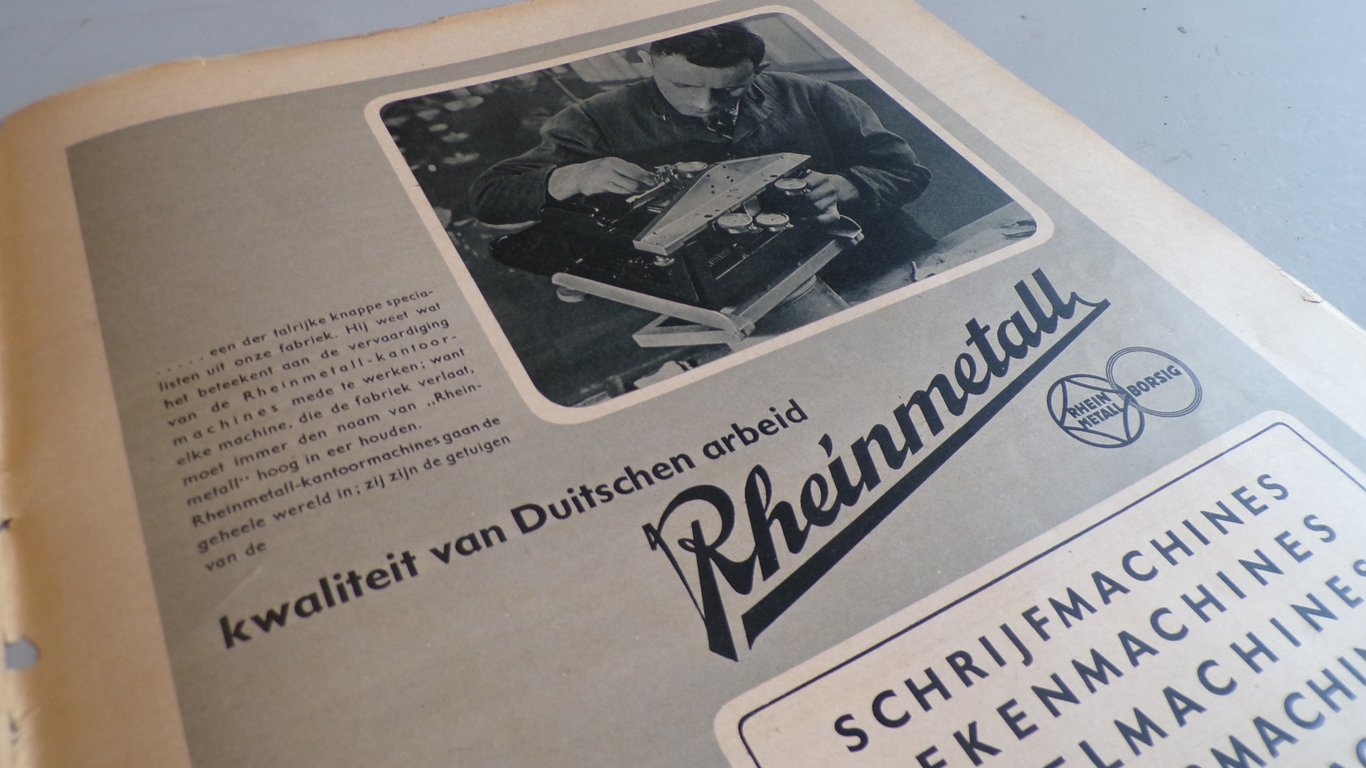 .... een der talrijke knappe specia-
listen uit onze fabriek. Hij weet wat
het beteekent aan de vervaardiging
van de Rheinmetall-kantoor-
machines mede te werken; want
elke machine, die de fabriek verlaat,
moet immer den naam van „Rhein-
metall" hoog in eer houden.
Rheinmetall-kantoormachines gaan de
geheele wereld in; zij zijn de getuigen
van de
kwaliteit van Duitschen arbeid
Rheinmetall
RHEIN
METALL
BORSIG
SCHRIJFMACHINES